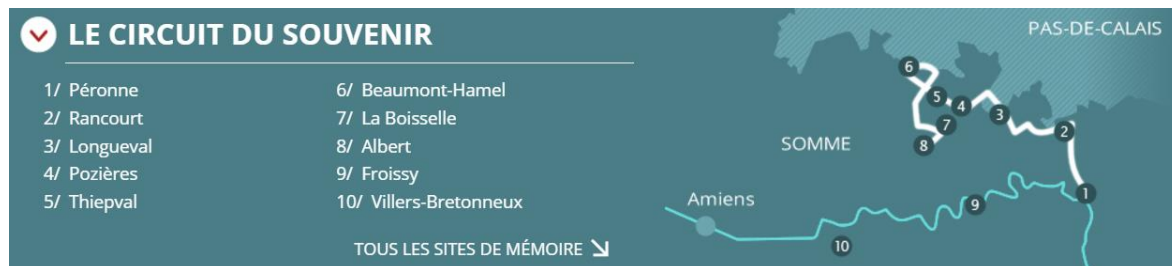 LE CIRCUIT DU SOUVENIR
1/ Péronne
2/ Rancourt
3/ Longueval
4/ Pozières
5/ Thiepval
6/ Beaumont-Hamel
7/ La Boisselle
8/ Albert
9/ Froissy
10/ Villers-Bretonneux
TOUS LES SITES DE MÉMOIRE
PAS-DE-CALAIS
SOMME
Amiens
6
5
4
3
2
7
8
1
9
10